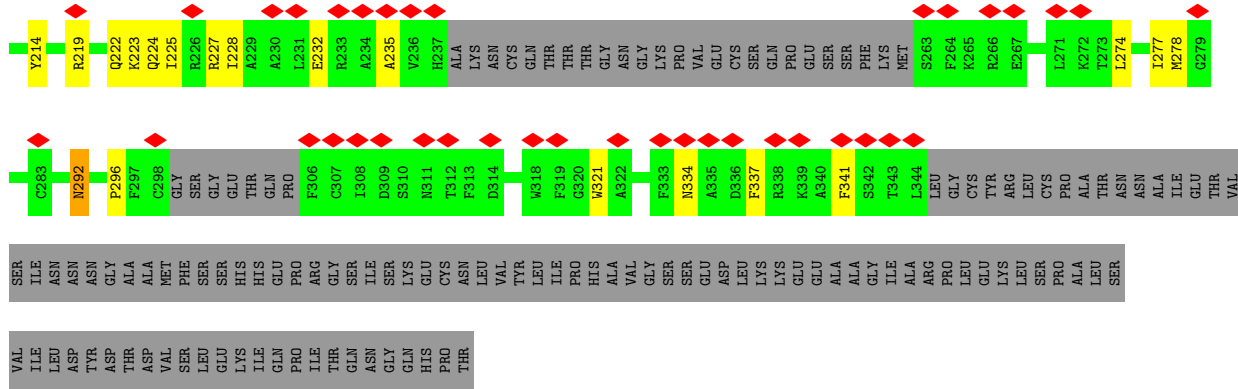 Y214 R219 Q222 K223 Q224 I225 R226 R227 I228 A229 A230 L231 E232 R233 A234 A235 V236 H237 ALA LYS ASN CYS GLN THR THR THR GLY ASN GLY LYS PRO VAL GLU CYS SER GLN PRO GLU SER SER PHE LYS MET S263 F264 K265 R266 E267 L271 K272 T273 L274 I277 M278 G279
C283 N292 P296 F297 C298 GLY SER GLY GLU THR GLN PRO F306 C307 I308 D309 S310 N311 T312 F313 D314 W318 F319 G320 W321 A322 F333 N334 A335 D336 F337 R338 K339 A340 F341 S342 T343 L344 LEU GLY CYS TYR ARG LEU CYS PRO ALA THR ASN ASN ALA ILE GLU THR VAL
SER ILE ASN ASN ASN GLY ALA ALA MET PHE SER SER HIS HIS GLU PRO ARG GLY SER ILE SER LYS GLU CYS ASN LEU VAL TYR LEU ILE PRO HIS ALA VAL GLY SER SER GLU ASP LEU LYS LYS GLU GLU ALA ALA GLY ILE ALA ARG PRO LEU GLU LYS LEU SER PRO ALA LEU SER
VAL ILE LEU ASP TYR ASP THR ASP VAL SER LEU GLU LYS ILE GLN PRO ILE THR GLN ASN GLY GLN HIS PRO THR